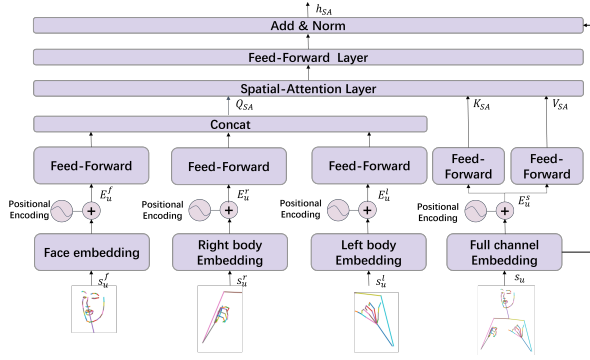 h_SA
Add & Norm
Feed-Forward Layer
Spatial-Attention Layer
Q_SA
K_SA
V_SA
Concat
Feed-Forward
Feed-Forward
Feed-Forward
Feed-
Forward
Feed-
Forward
Positional
Encoding
+
E_u^f
Positional
Encoding
+
E_u^r
Positional
Encoding
+
E_u^l
Positional
Encoding
+
E_u^s
Face embedding
Right body
Embedding
Left body
Embedding
Full channel
Embedding
s_u^f
s_u^r
s_u^l
s_u